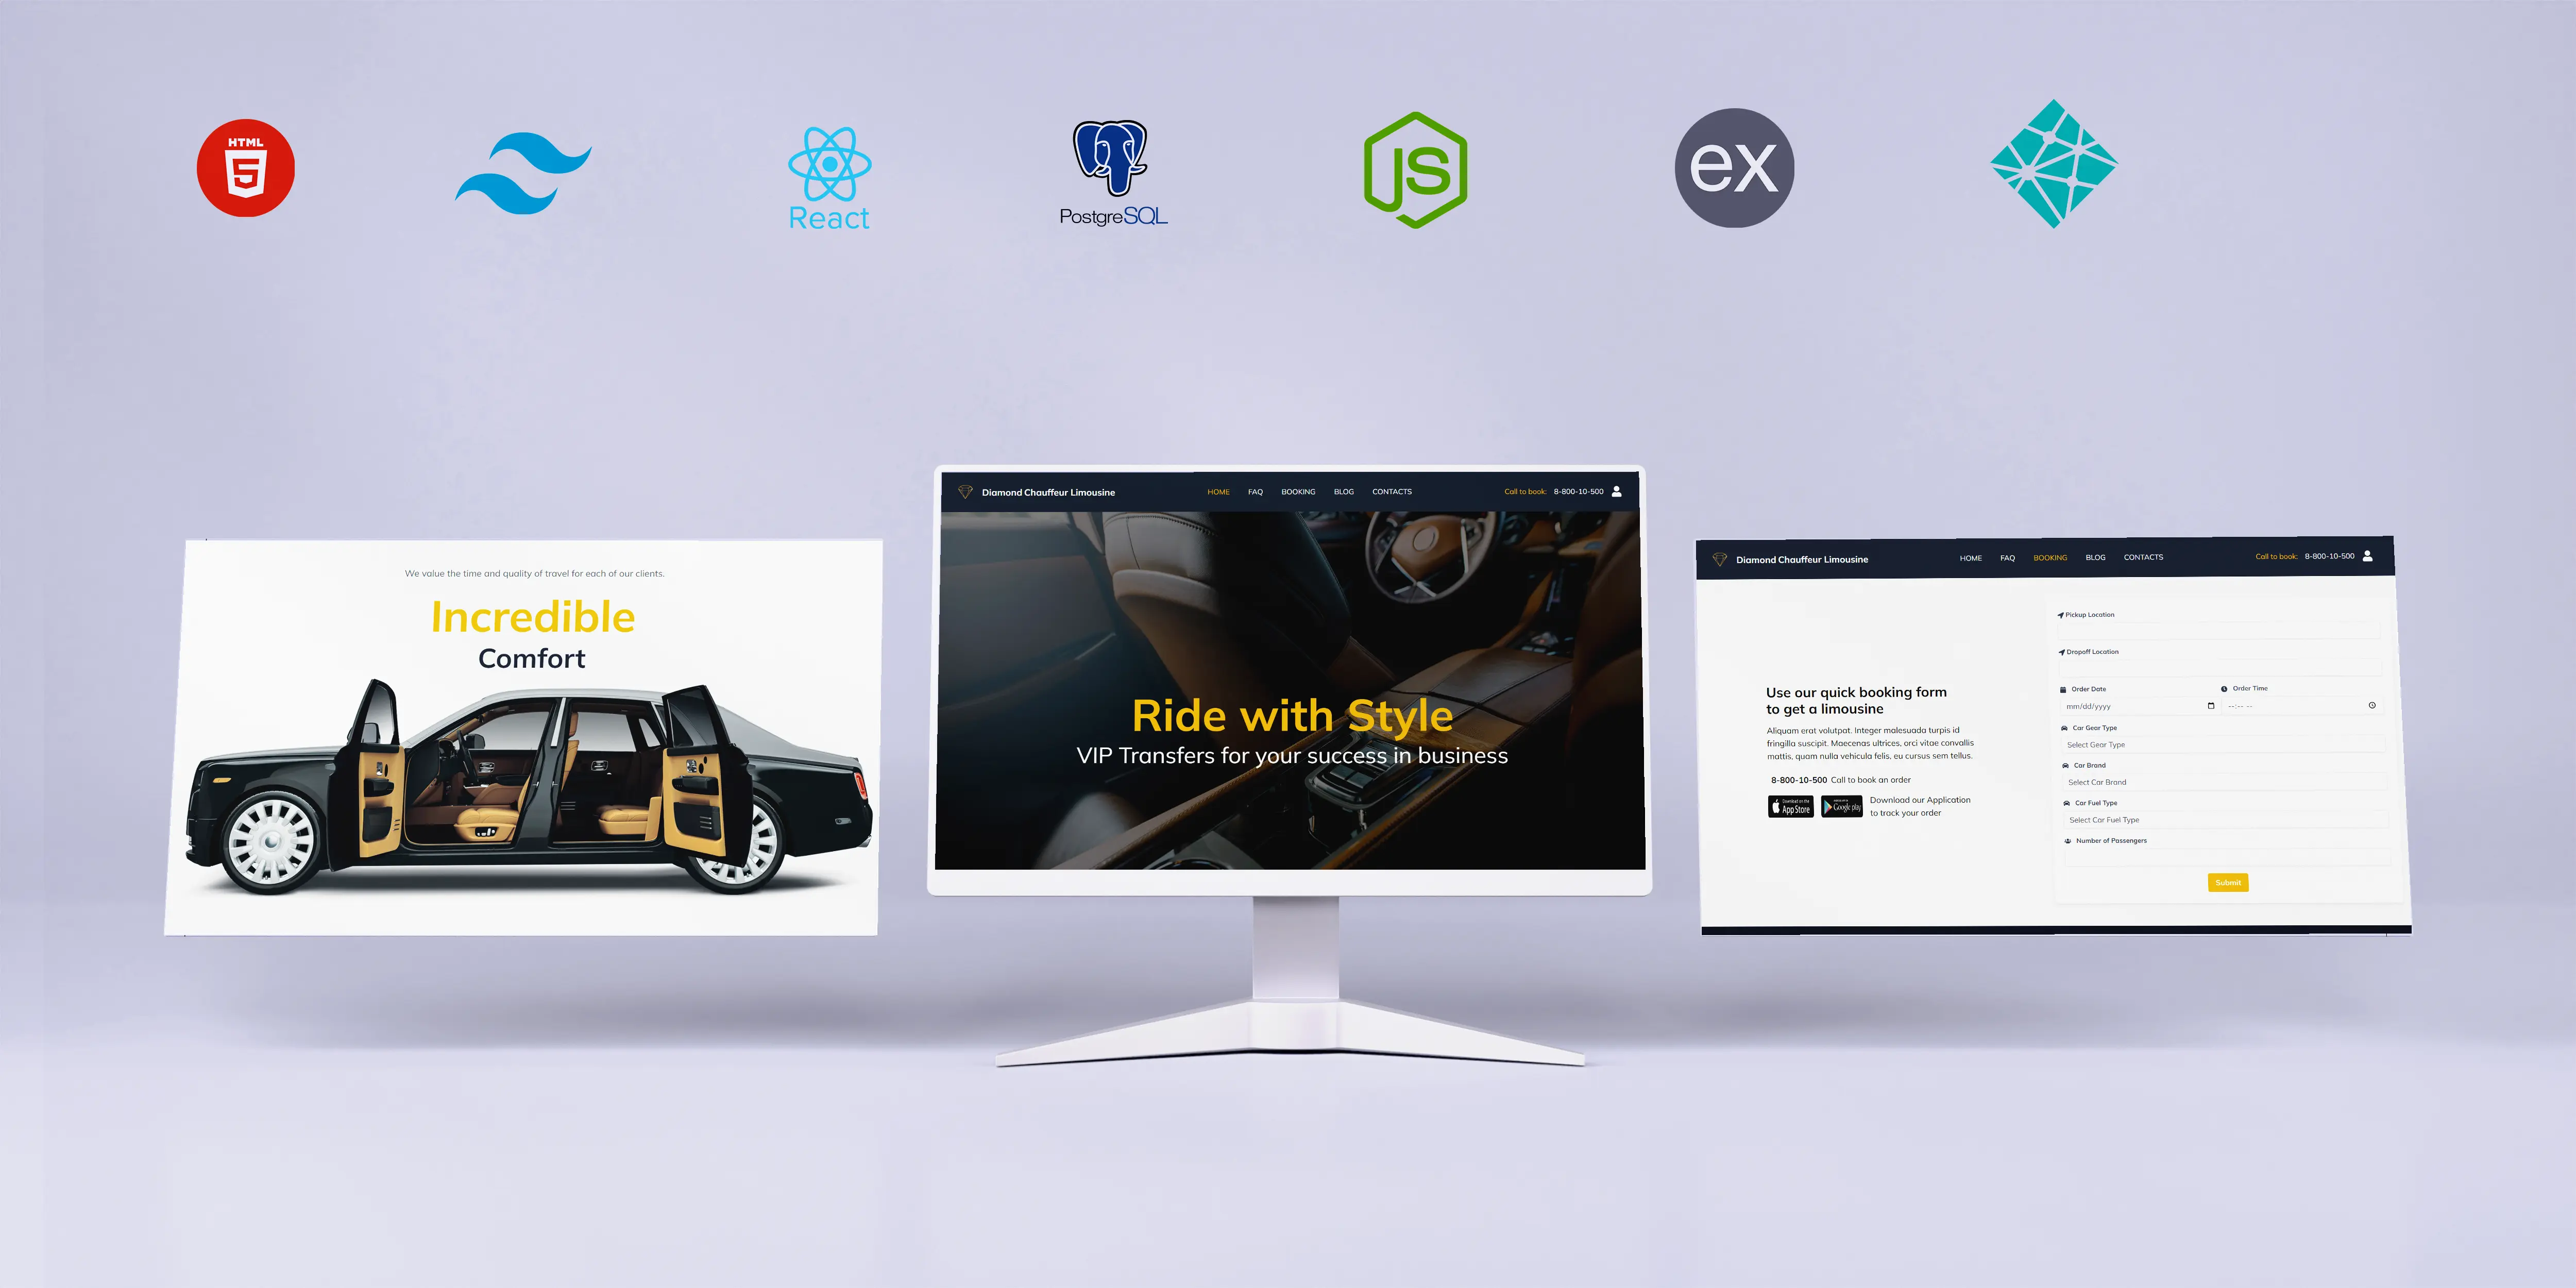 HTML
5
React
PostgreSQL
JS
ex
We value the time and quality of travel for each of our clients.
Incredible
Comfort
Diamond Chauffeur Limousine
HOME FAQ BOOKING BLOG CONTACTS
Call to book: 8-800-10-500
Ride with Style
VIP Transfers for your success in business
Diamond Chauffeur Limousine
HOME FAQ BOOKING BLOG CONTACTS
Call to book: 8-800-10-500
Use our quick booking form
to get a limousine
Aliquam erat volutpat. Integer malesuada turpis id
fringilla suscipit. Maecenas ultrices, orci vitae convallis
mattis, quam nulla vehicula felis, eu cursus sem tellus.
8-800-10-500 Call to book an order
Download on the
App Store
Google play
Download our Application
to track your order
Pickup Location
Dropoff Location
Order Date
Order Time
mm/dd/yyyy
--:-- --
Car Gear Type
Select Gear Type
Car Brand
Select Car Brand
Car Fuel Type
Select Car Fuel Type
Number of Passengers
Submit